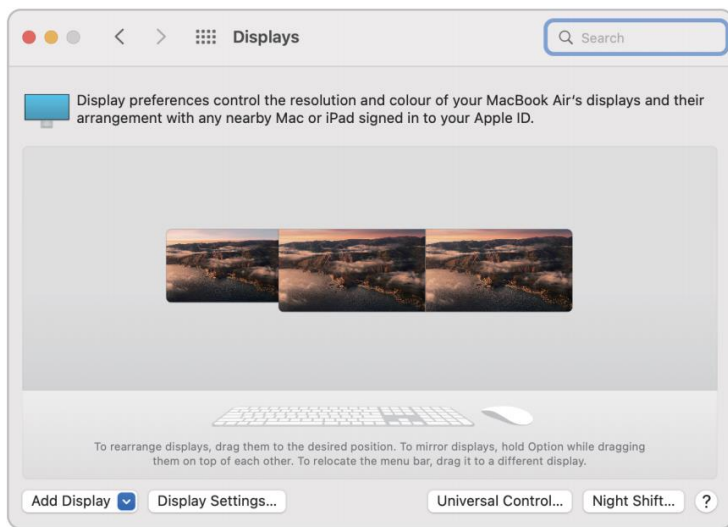 Displays
Search
Display preferences control the resolution and colour of your MacBook Air's displays and their
arrangement with any nearby Mac or iPad signed in to your Apple ID.
To rearrange displays, drag them to the desired position. To mirror displays, hold Option while dragging
them on top of each other. To relocate the menu bar, drag it to a different display.
Add Display
Display Settings...
Universal Control...
Night Shift...
?